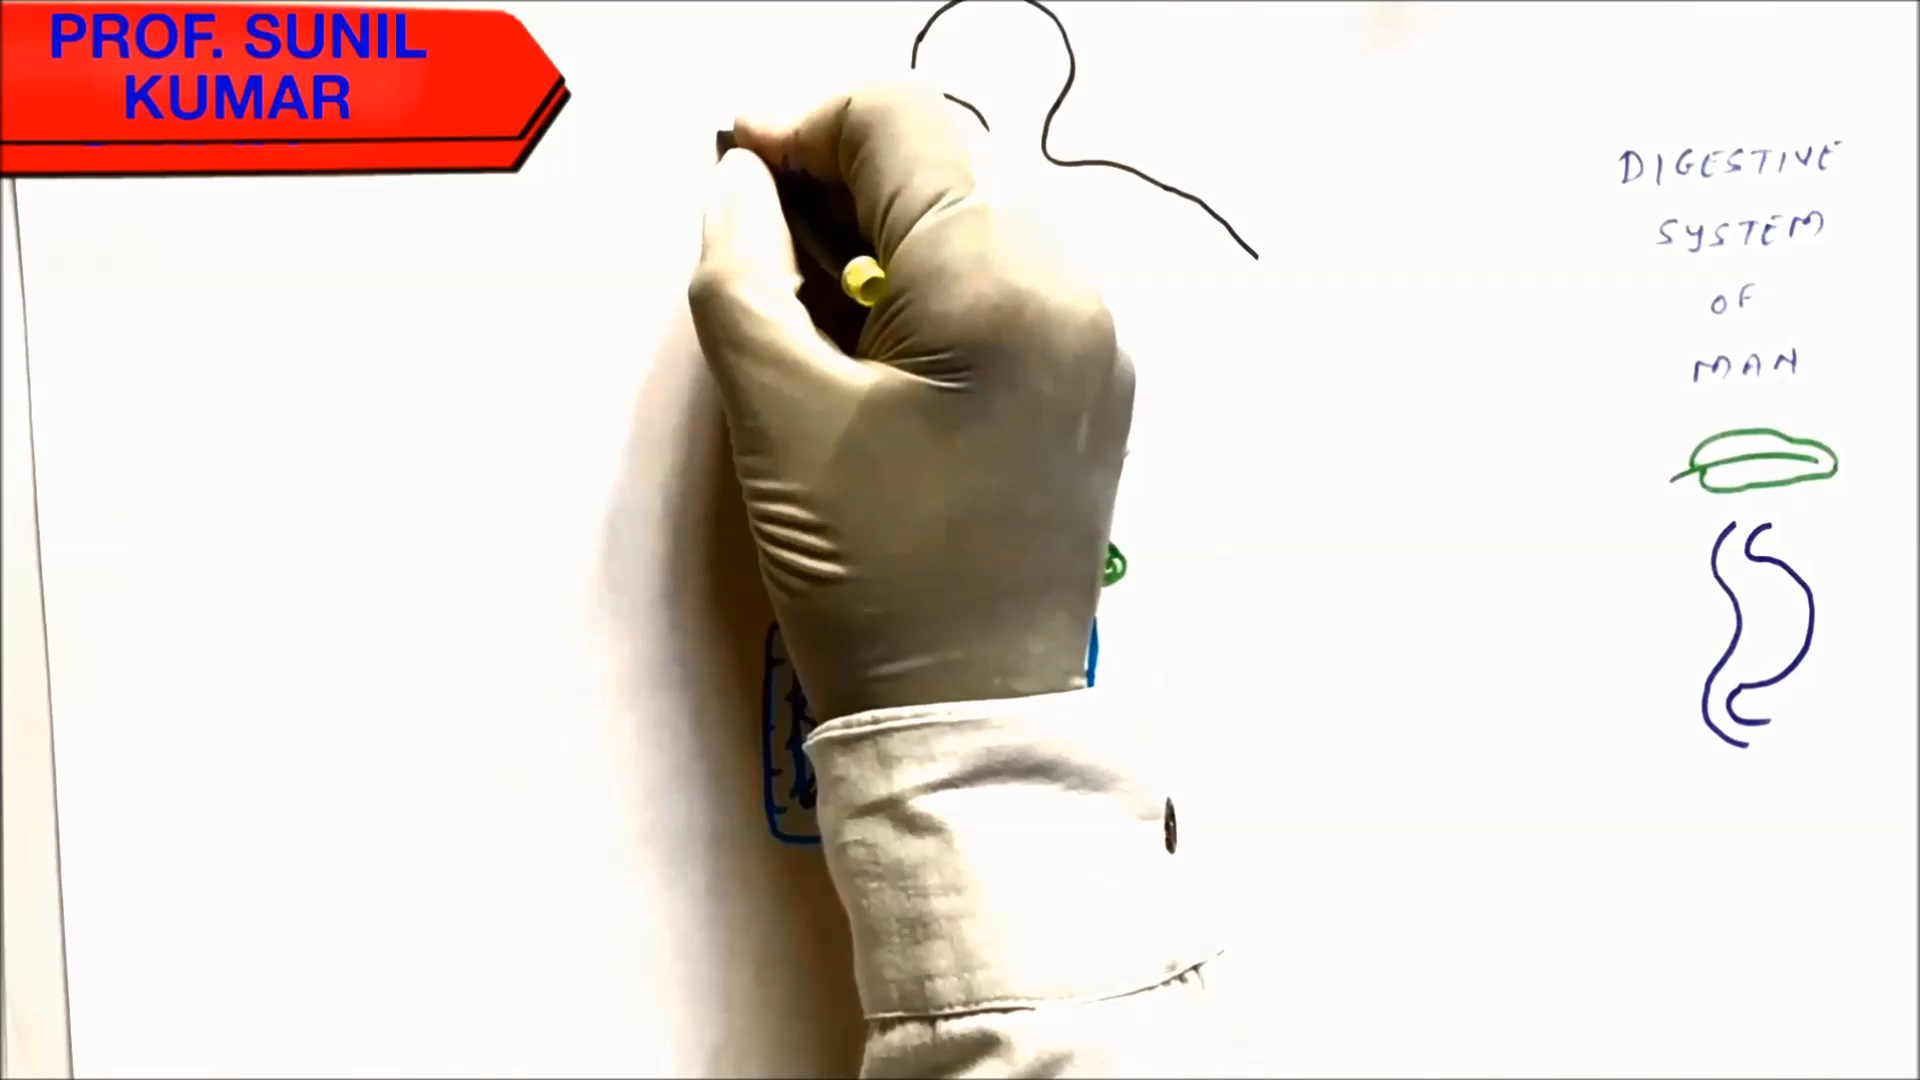 PROF. SUNIL
KUMAR
DIGESTIVE
SYSTEM
OF
MAN